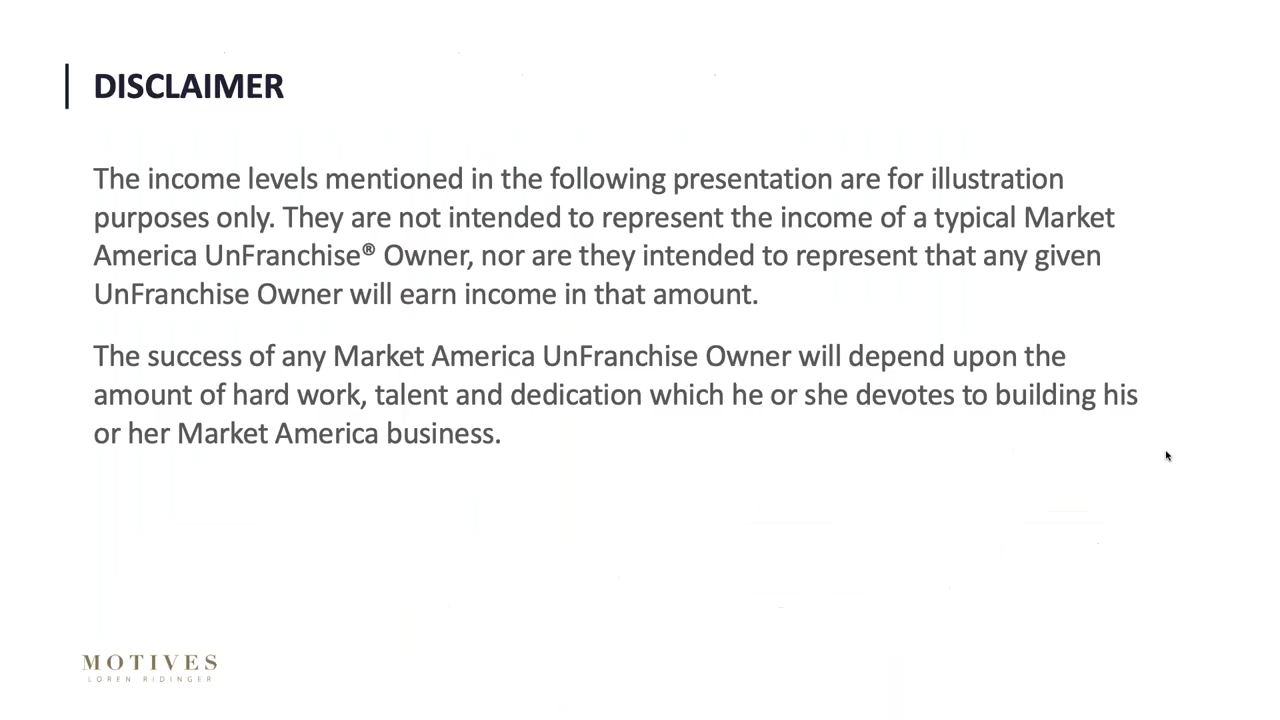 DISCLAIMER
The income levels mentioned in the following presentation are for illustration
purposes only. They are not intended to represent the income of a typical Market
America UnFranchise® Owner, nor are they intended to represent that any given
UnFranchise Owner will earn income in that amount.
The success of any Market America UnFranchise Owner will depend upon the
amount of hard work, talent and dedication which he or she devotes to building his
or her Market America business.
MOTIVES
LOREN RIDINGER